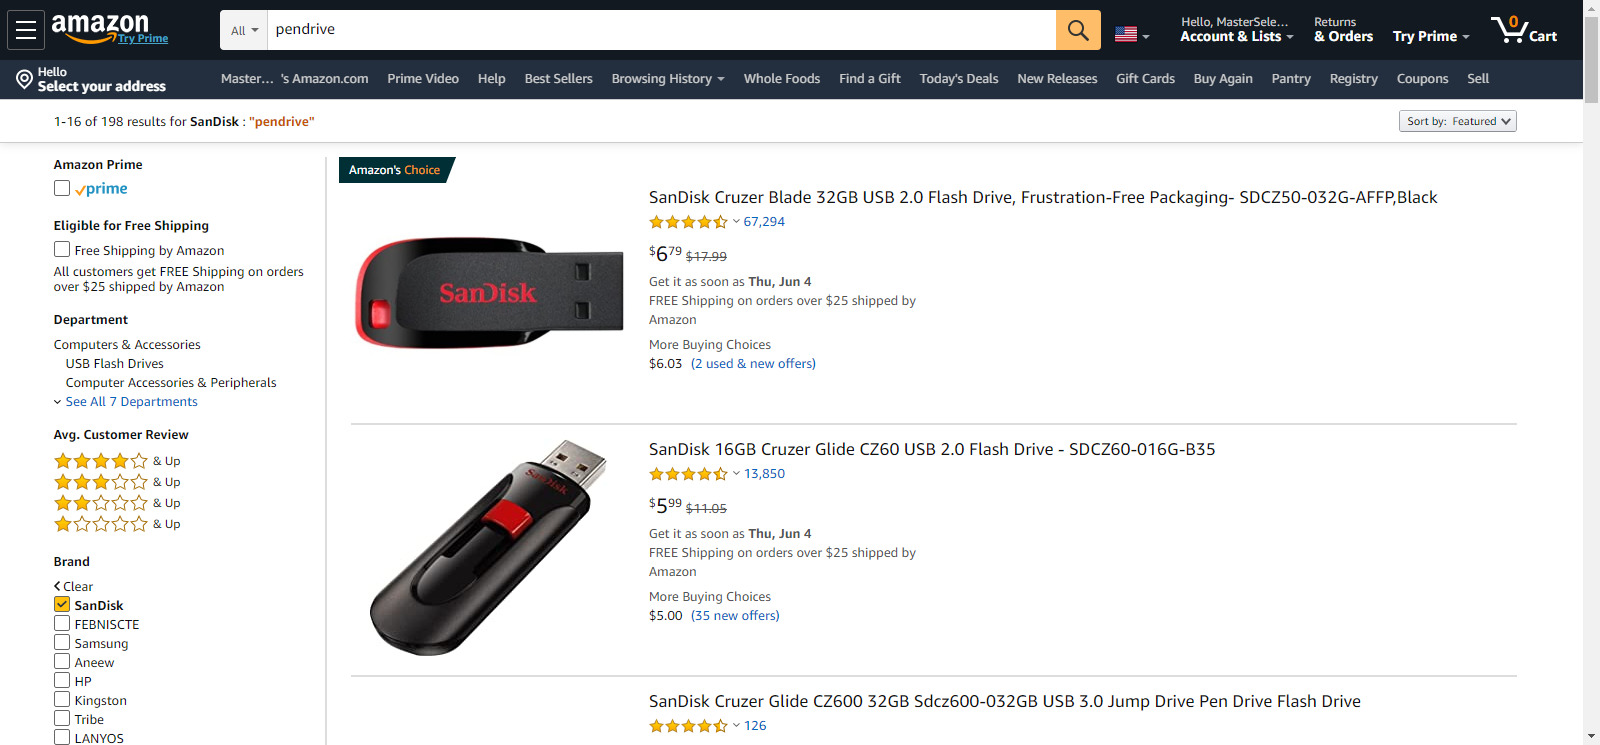 amazon
Try Prime
All
pendrive
Hello, MasterSele...
Account & Lists
Returns
& Orders
Try Prime
0
Cart
Hello
Select your address
Master... 's Amazon.com
Prime Video
Help
Best Sellers
Browsing History
Whole Foods
Find a Gift
Today's Deals
New Releases
Gift Cards
Buy Again
Pantry
Registry
Coupons
Sell
1-16 of 198 results for SanDisk : "pendrive"
Sort by: Featured
Amazon Prime
prime
Eligible for Free Shipping
Free Shipping by Amazon
All customers get FREE Shipping on orders
over $25 shipped by Amazon
Department
Computers & Accessories
USB Flash Drives
Computer Accessories & Peripherals
See All 7 Departments
Avg. Customer Review
& Up
& Up
& Up
& Up
Brand
Clear
SanDisk
FEBNISCTE
Samsung
Aneew
HP
Kingston
Tribe
LANYOS
Amazon's Choice
SanDisk
SanDisk Cruzer Blade 32GB USB 2.0 Flash Drive, Frustration-Free Packaging- SDCZ50-032G-AFFP,Black
67,294
$679 $17.99
Get it as soon as Thu, Jun 4
FREE Shipping on orders over $25 shipped by
Amazon
More Buying Choices
$6.03 (2 used & new offers)
SanDisk
SanDisk 16GB Cruzer Glide CZ60 USB 2.0 Flash Drive - SDCZ60-016G-B35
13,850
$599 $11.05
Get it as soon as Thu, Jun 4
FREE Shipping on orders over $25 shipped by
Amazon
More Buying Choices
$5.00 (35 new offers)
SanDisk Cruzer Glide CZ600 32GB Sdcz600-032GB USB 3.0 Jump Drive Pen Drive Flash Drive
126